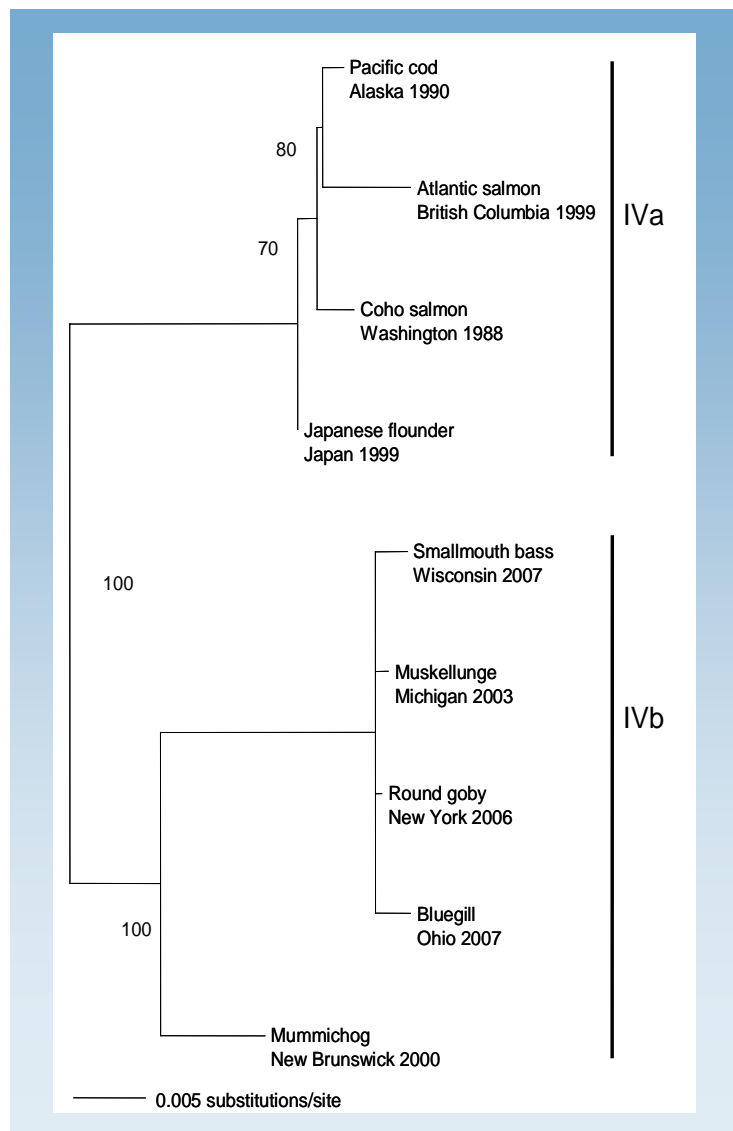 Pacific cod
Alaska 1990
80
Atlantic salmon
British Columbia 1999
IVa
70
Coho salmon
Washington 1988
Japanese flounder
Japan 1999
Smallmouth bass
Wisconsin 2007
100
Muskellunge
Michigan 2003
IVb
Round goby
New York 2006
Bluegill
Ohio 2007
100
Mummichog
New Brunswick 2000
0.005 substitutions/site